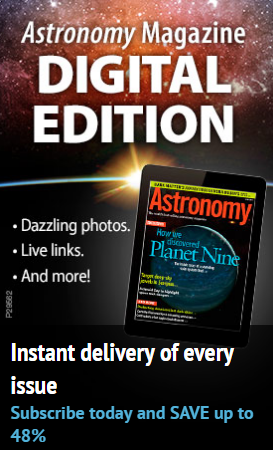 Astronomy Magazine
DIGITAL
EDITION
• Dazzling photos.
• Live links.
• And more!
Astronomy
How we
discovered
Planet Nine
P29562
Instant delivery of every
issue
Subscribe today and SAVE up to
48%